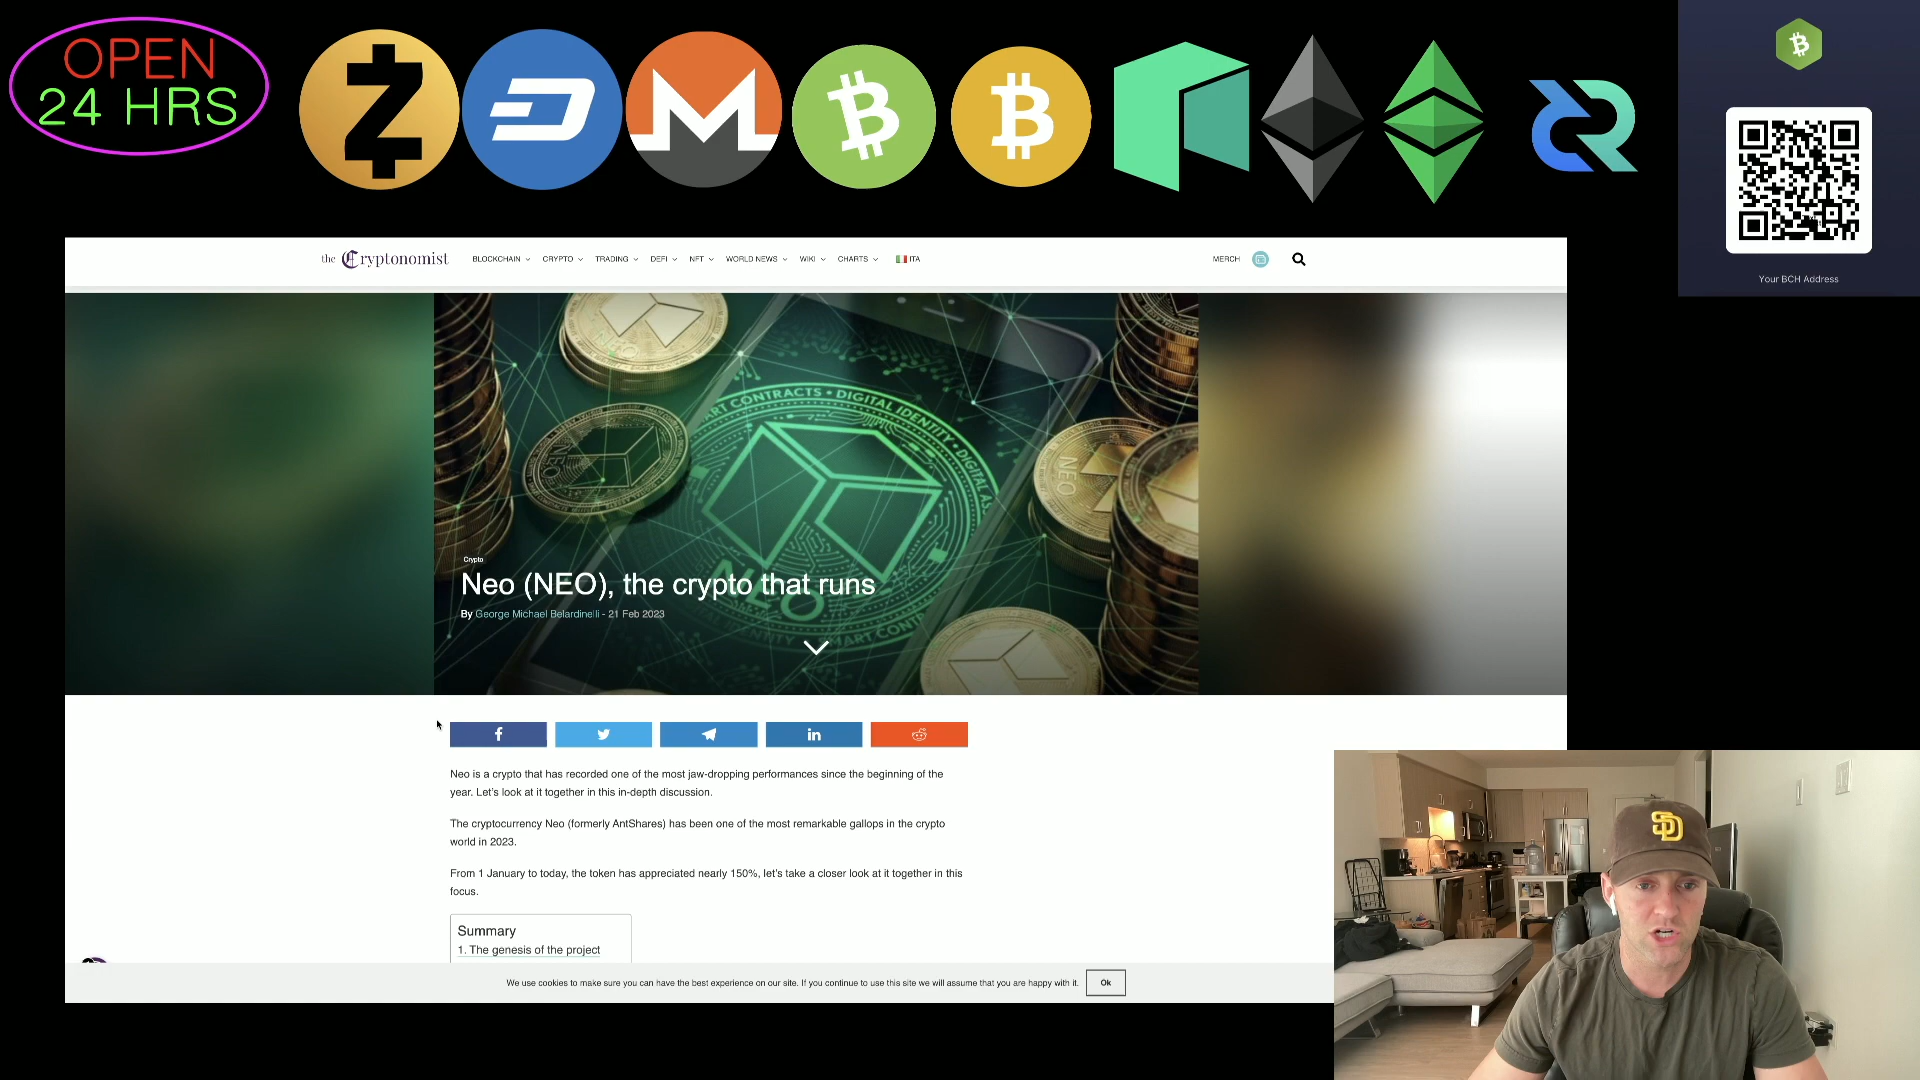 OPEN
24 HRS
the Cryptonomist
BLOCKCHAIN
CRYPTO
TRADING
DEFI
NFT
WORLD NEWS
WIKI
CHARTS
ITA
MERCH
Your BCH Address
SMART CONTRACTS • DIGITAL IDENTITY •
NEO
Crypto
Neo (NEO), the crypto that runs
By George Michael Belardinelli - 21 Feb 2023
Neo is a crypto that has recorded one of the most jaw-dropping performances since the beginning of the
year. Let's look at it together in this in-depth discussion.
The cryptocurrency Neo (formerly AntShares) has been one of the most remarkable gallops in the crypto
world in 2023.
From 1 January to today, the token has appreciated nearly 150%, let's take a closer look at it together in this
focus.
Summary
1. The genesis of the project
We use cookies to make sure you can have the best experience on our site. If you continue to use this site we will assume that you are happy with it.
Ok
SD